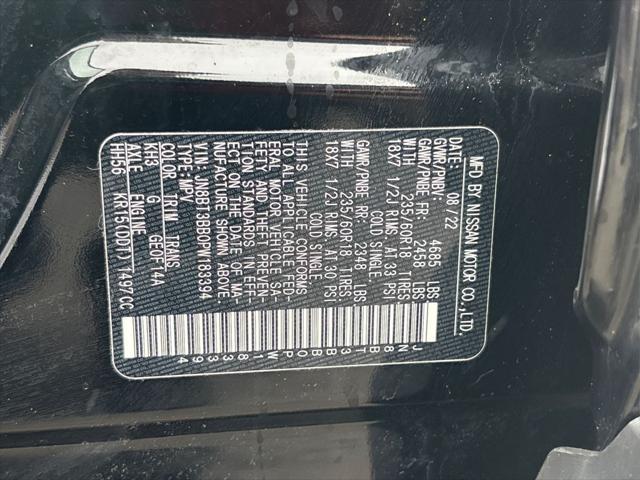 MFD BY NISSAN MOTOR CO.,LTD.
DATE: 08/22
GVWR/PNBV: 4685 LBS
GAWR/PNBE FR: 2458 LBS
WITH 235/60R18 TIRES
18X7 1/2J RIMS, AT 33 PSI
COLD SINGLE
GAWR/PNBE RR: 2348 LBS
WITH 235/60R18 TIRES
18X7 1/2J RIMS AT 30 PSI
COLD SINGLE
THIS VEHICLE CONFORMS
TO ALL APPLICABLE FED-
ERAL MOTOR VEHICLE SA-
FETY AND THEFT PREVEN-
TION STANDARDS IN EFF-
ECT ON THE DATE OF MA-
NUFACTURE SHOWN ABOVE.
VIN: JN8BT3BB0PW183394
TYPE: MPV
COLOR TRIM TRANS
KH3 G GE0F14A
AXLE ENGINE
HH56 KR15(DDT)1497CC
JN8BT3BB0PW183394